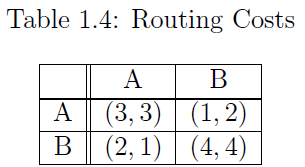 Table 1.4: Routing Costs
A B
A (3, 3) (1, 2)
B (2, 1) (4, 4)